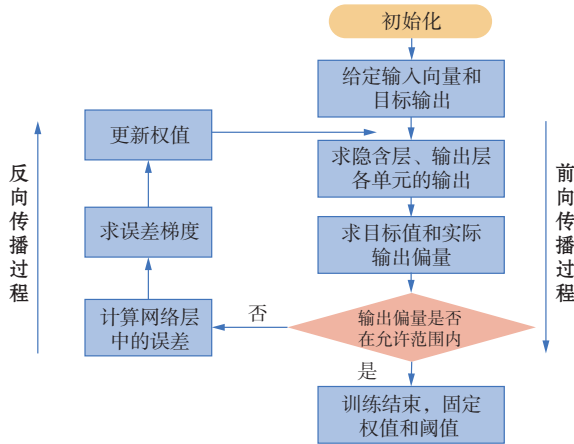 初始化
给定输入向量和
目标输出
求隐含层、输出层
各单元的输出
求目标值和实际
输出偏量
输出偏量是否
在允许范围内
是
训练结束，固定
权值和阈值
否
计算网络层
中的误差
求误差梯度
更新权值
反向传播过程
前向传播过程